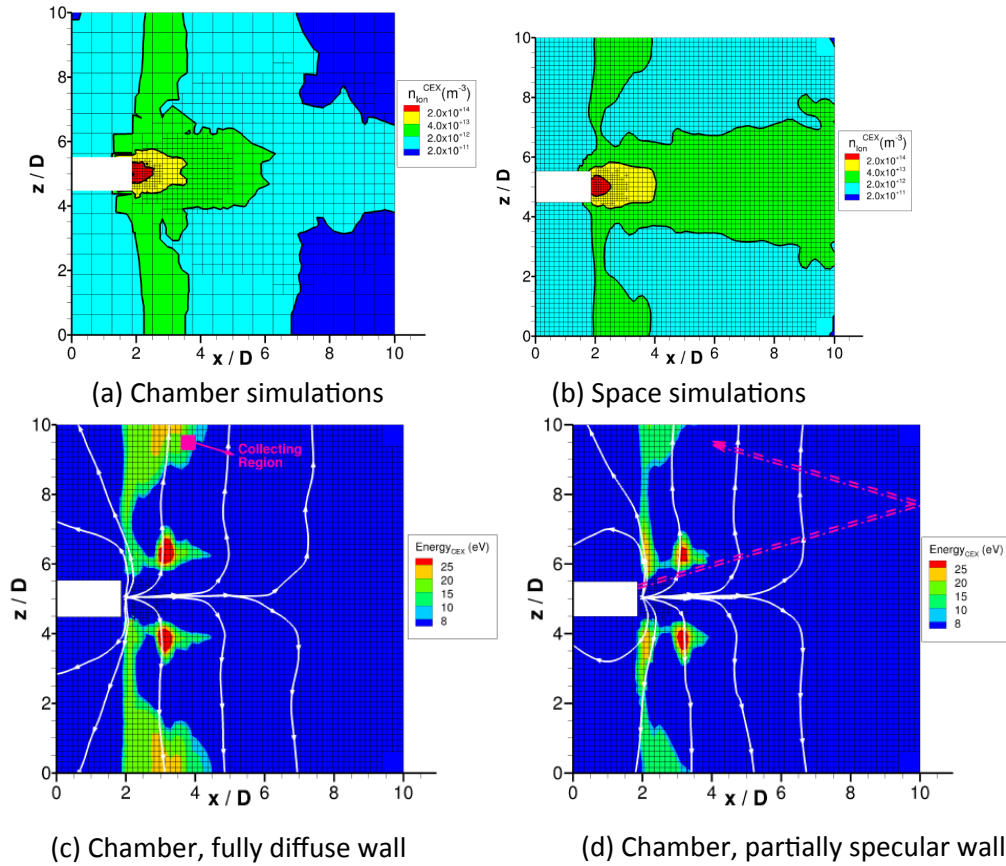 10
8
6
4
2
0
z / D
0
2
4
6
8
10
x / D
n_Ion^CEX (m^-3)
2.0x10^+14
4.0x10^+13
2.0x10^+12
2.0x10^+11
(a) Chamber simulations
10
8
6
4
2
0
z / D
0
2
4
6
8
10
x / D
n_Ion^CEX (m^-3)
2.0x10^+14
4.0x10^+13
2.0x10^+12
2.0x10^+11
(b) Space simulations
10
8
6
4
2
0
z / D
0
2
4
6
8
10
x / D
Collecting
Region
Energy_CEX (eV)
25
20
15
10
8
(c) Chamber, fully diffuse wall
10
8
6
4
2
0
z / D
0
2
4
6
8
10
x / D
Energy_CEX (eV)
25
20
15
10
8
(d) Chamber, partially specular wall